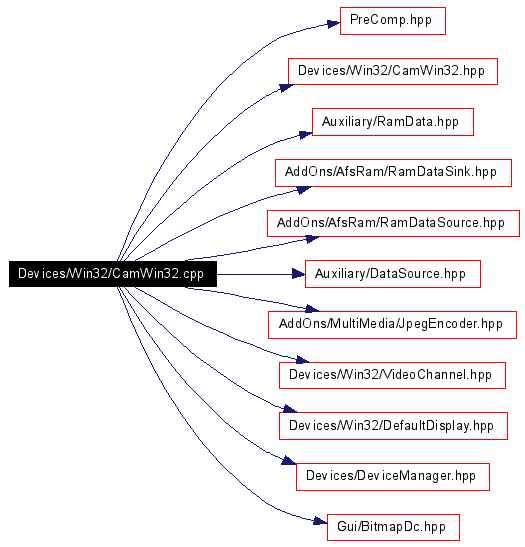 PreComp.hpp
Devices/Win32/CamWin32.hpp
Auxiliary/RamData.hpp
AddOns/AfsRam/RamDataSink.hpp
AddOns/AfsRam/RamDataSource.hpp
Devices/Win32/CamWin32.cpp
Auxiliary/DataSource.hpp
AddOns/MultiMedia/JpegEncoder.hpp
Devices/Win32/VideoChannel.hpp
Devices/Win32/DefaultDisplay.hpp
Devices/DeviceManager.hpp
Gui/BitmapDc.hpp